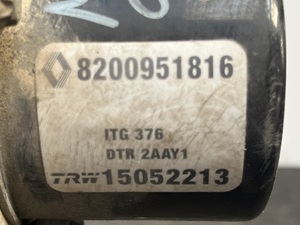 8200951816
ITG 376
DTR 2AAY1
TRW 15052213